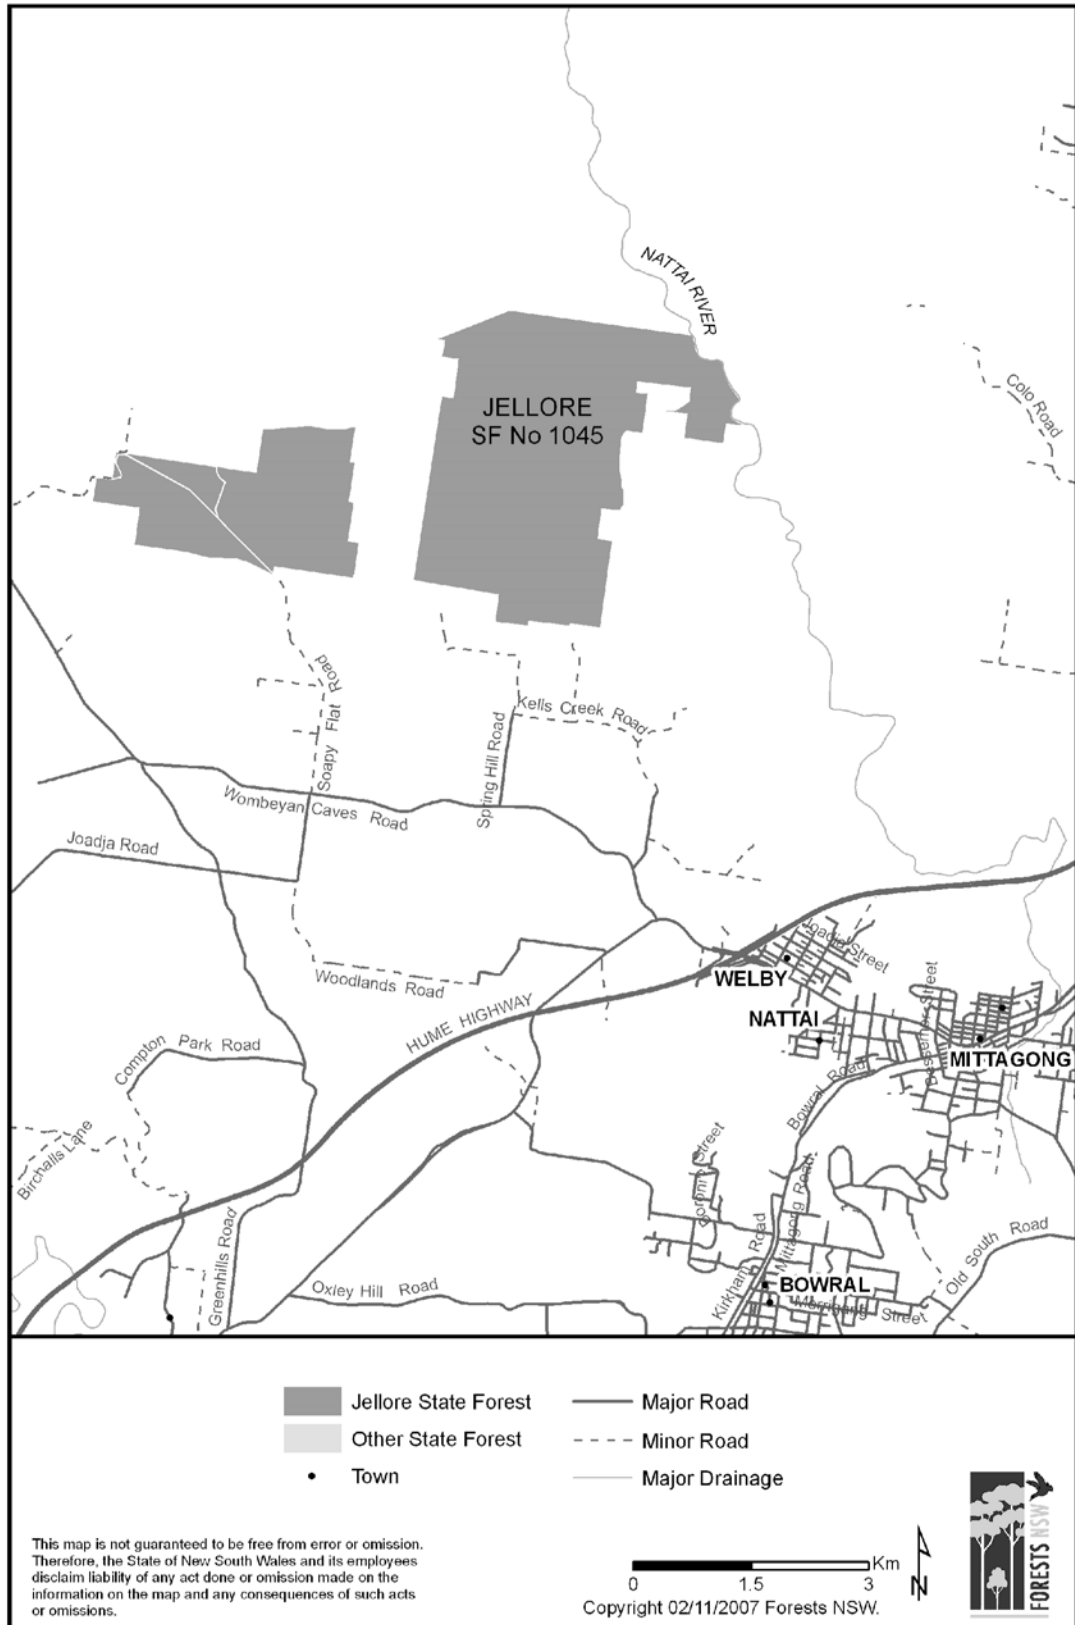 NATTAI RIVER
Colo Road
JELLORE
SF No 1045
Soapy Flat Road
Kells Creek Road
Spring Hill Road
Wombeyan Caves Road
Joadja Road
Joadja Street
WELBY
Woodlands Road
HUME HIGHWAY
NATTAI
Bessemer Street
MITTAGONG
Compton Park Road
Bowral Road
Birchalls Lane
Mittagong Road
Kirkham Road
Greenhills Road
Old South Road
Oxley Hill Road
BOWRAL
Merrigang Street
Jellore State Forest
Other State Forest
Town
Major Road
Minor Road
Major Drainage
This map is not guaranteed to be free from error or omission.
Therefore, the State of New South Wales and its employees
disclaim liability of any act done or omission made on the
information on the map and any consequences of such acts
or omissions.
Km
0 1.5 3
Copyright 02/11/2007 Forests NSW.
N
FORESTS NSW